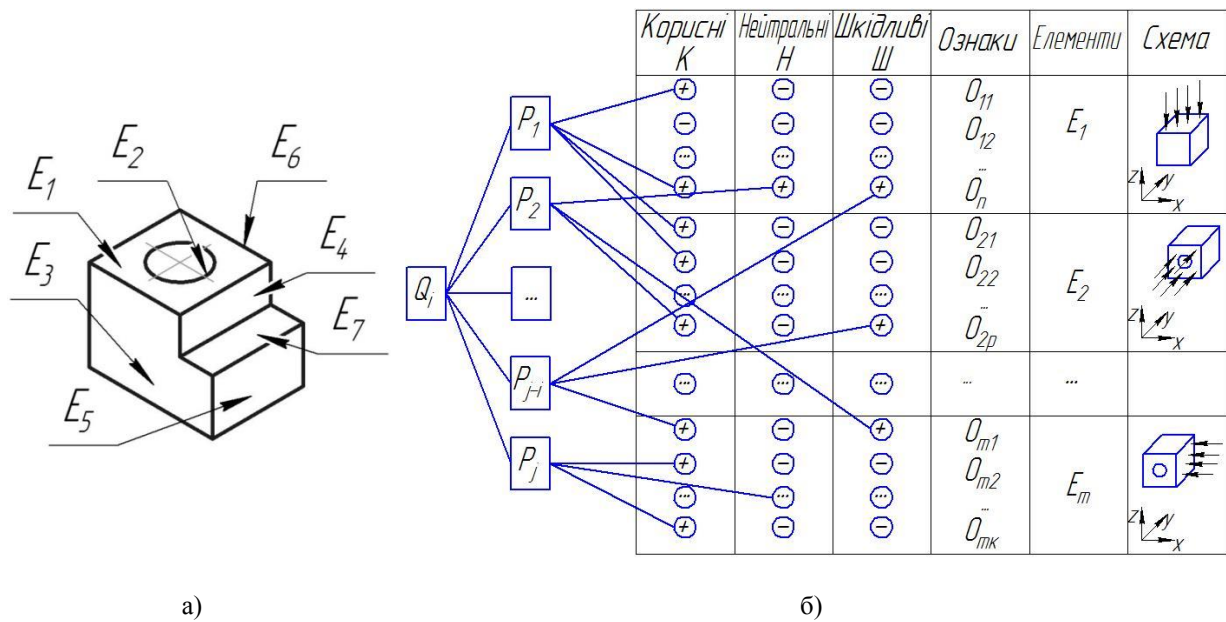 E₁
E₂
E₃
E₄
E₅
E₆
E₇
а)
Корисні К
Нейтральні Н
Шкідливі Ш
Ознаки
Елементи
Схема
Qᵢ
P₁
P₂
...
Pⱼ₋ᵢ
Pⱼ
+ − − O₁₁
− − − O₁₂
... ... ... ...
+ + + Oₙ
E₁
z y x
+ − − O₂₁
+ − − O₂₂
... ... ... ...
+ − + O₂ₚ
E₂
z y x
... ... ... ...
+ − + Oₘ₁
+ − − Oₘ₂
... ... ... ...
+ − − Oₘₖ
Eₘ
z y x
б)